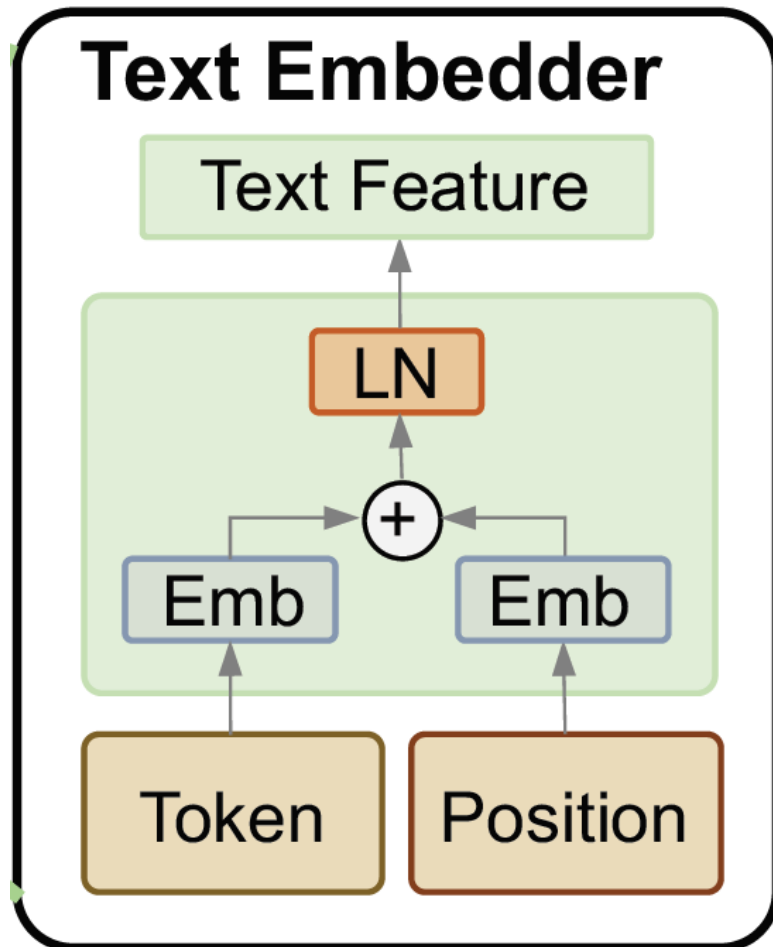 Text Embedder
Text Feature
LN
+
Emb Emb
Token Position